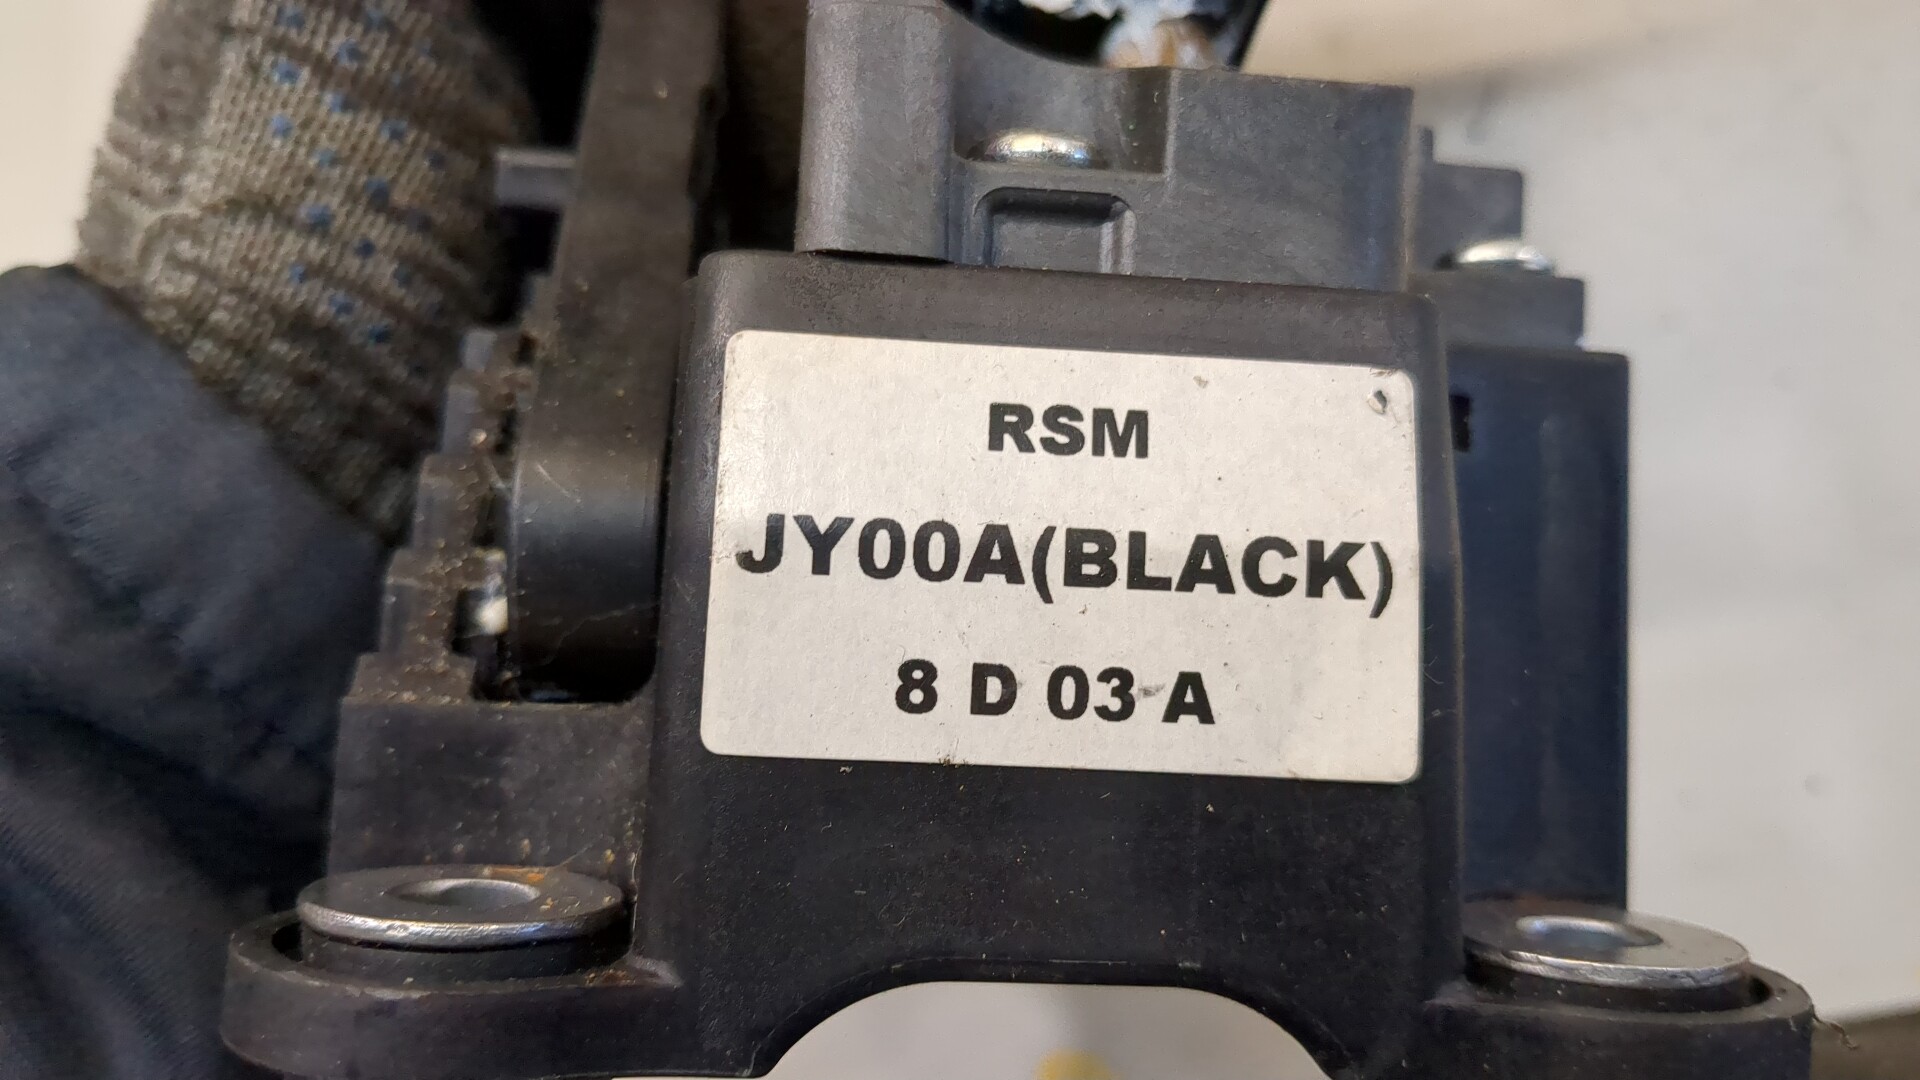 RSM
JY00A(BLACK)
8 D 03 A